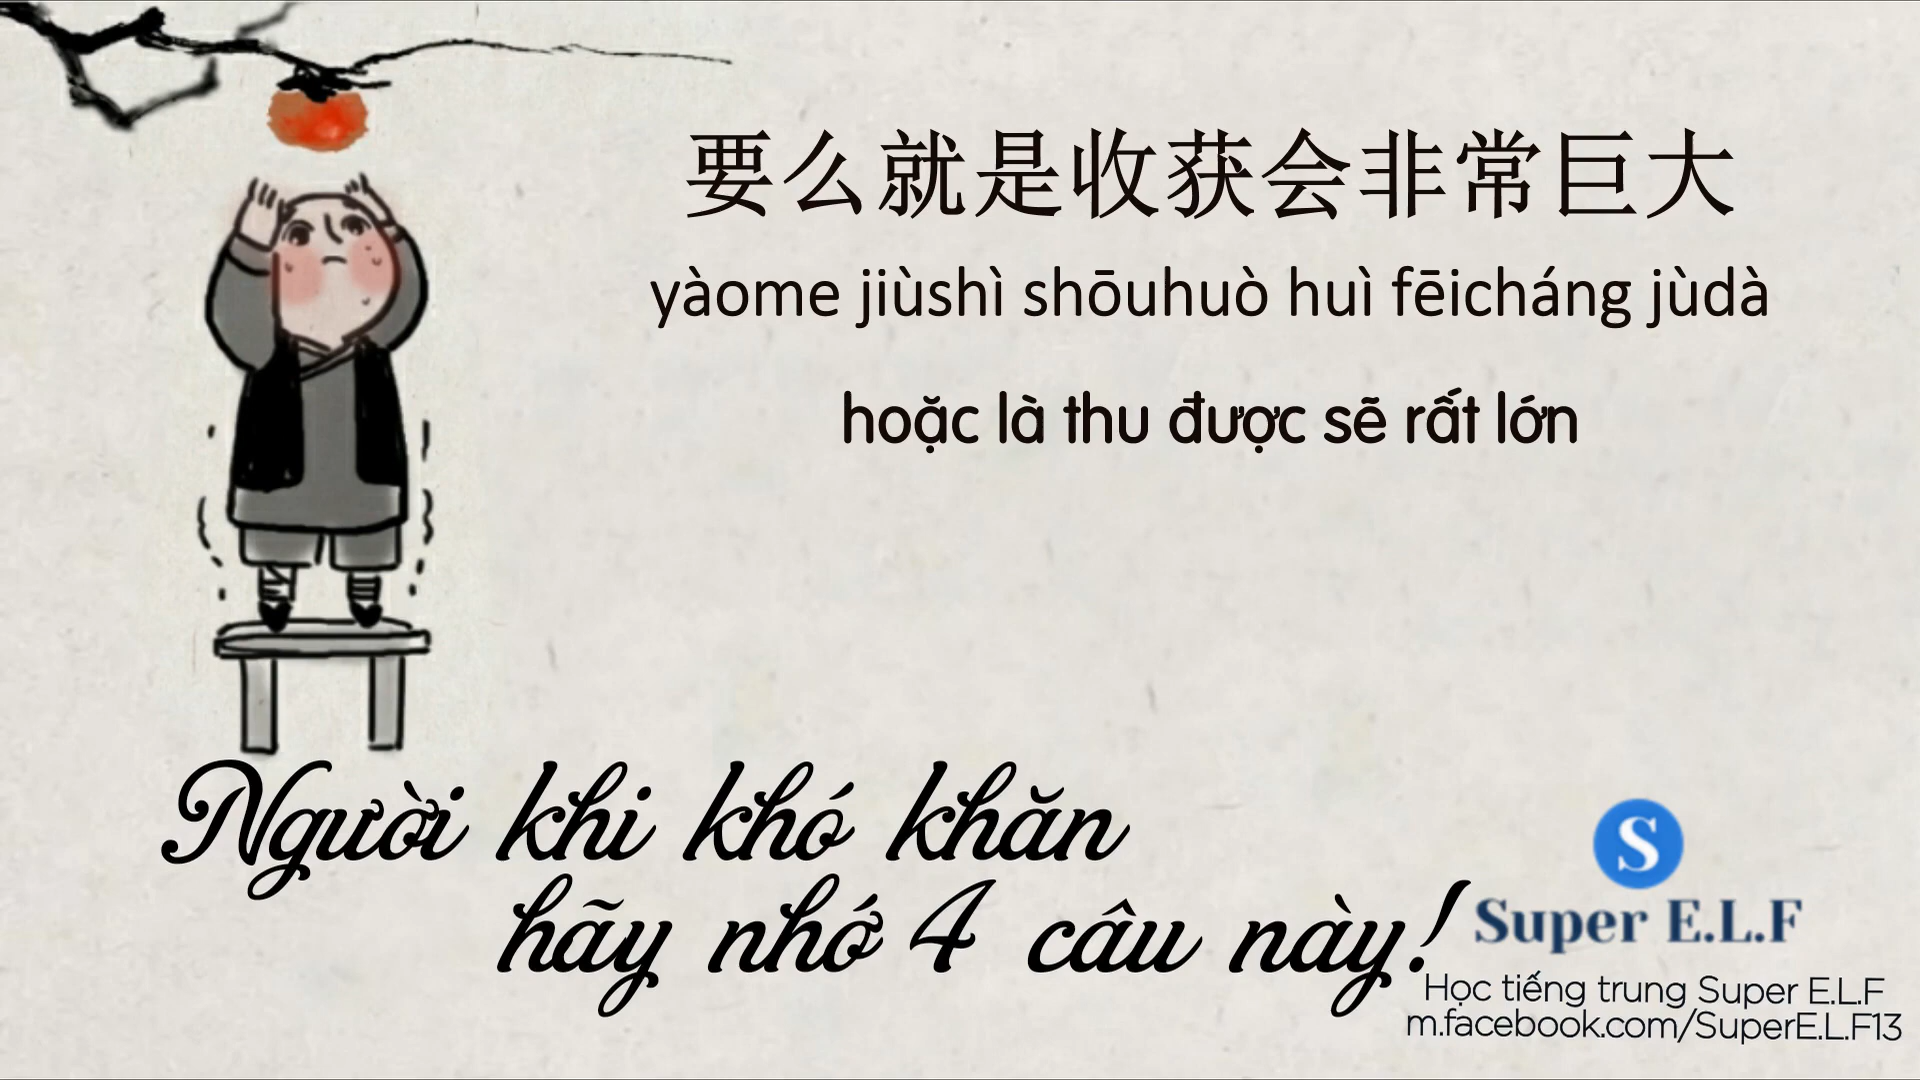 要么就是收获会非常巨大
yàome jiùshì shōuhuò huì fēicháng jùdà
hoặc là thu được sẽ rất lớn
Người khi khó khăn
hãy nhớ 4 câu này!
S
Super E.L.F
Học tiếng trung Super E.L.F
m.facebook.com/SuperE.L.F13